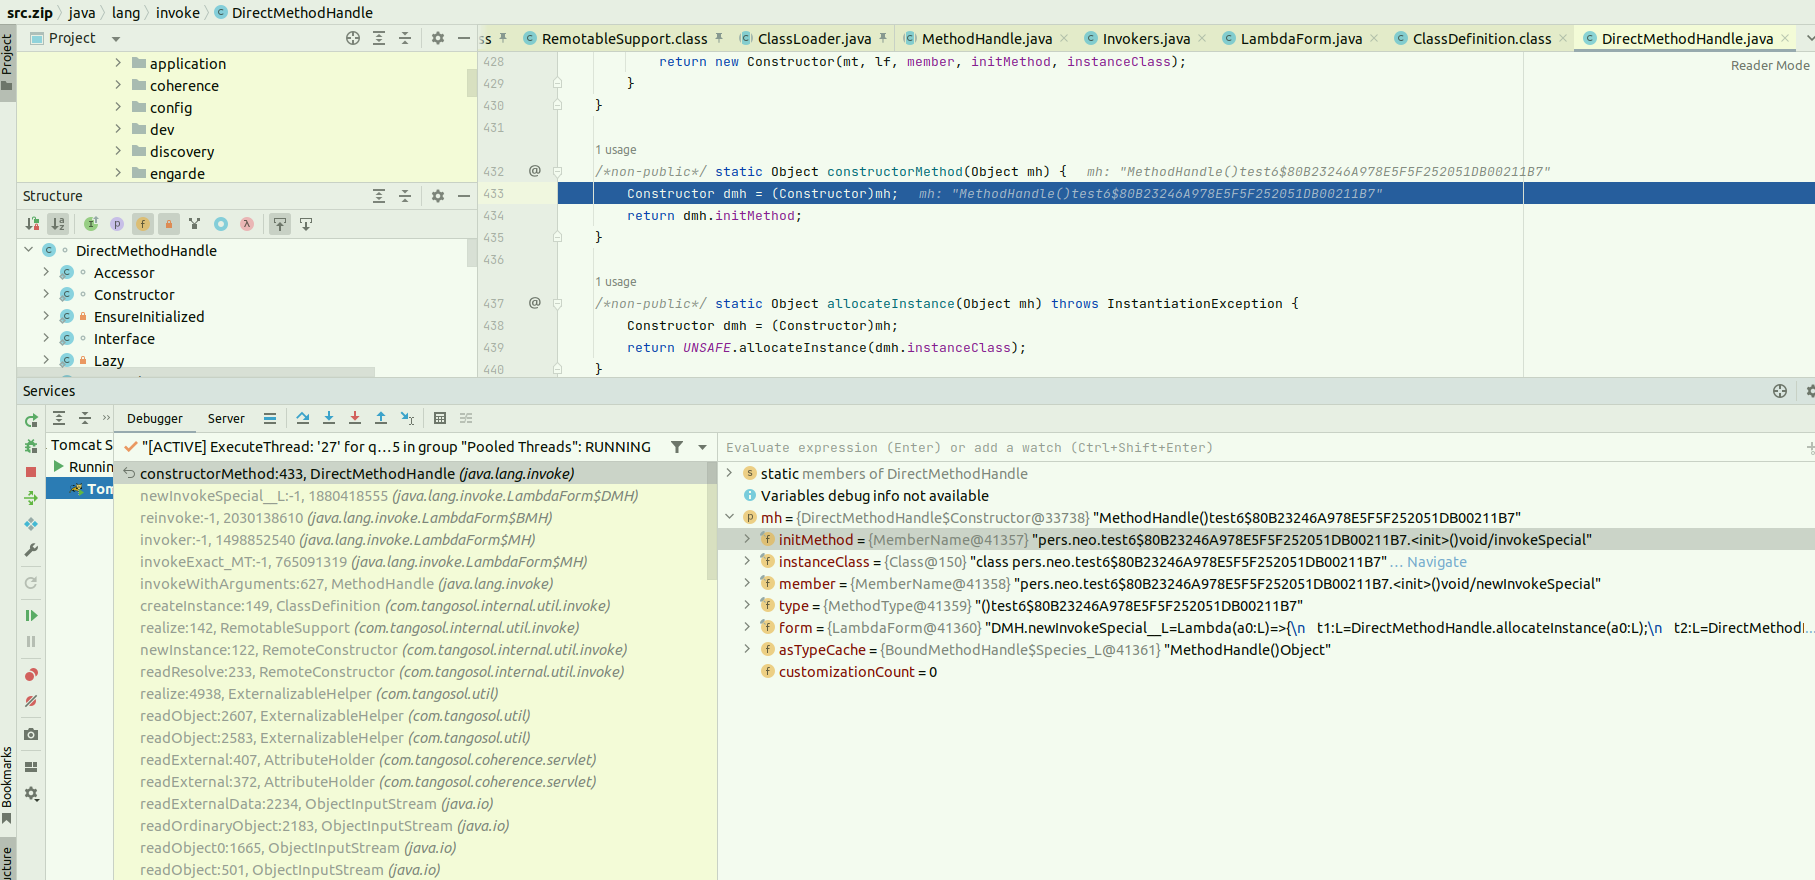 src.zip java lang invoke DirectMethodHandle
Project
Project
application
coherence
config
dev
discovery
engarde
Structure
DirectMethodHandle
Accessor
Constructor
EnsureInitialized
Interface
Lazy
ss RemotableSupport.class ClassLoader.java MethodHandle.java Invokers.java LambdaForm.java ClassDefinition.class DirectMethodHandle.java
Reader Mode
428 return new Constructor(mt, lf, member, initMethod, instanceClass);
429 }
430 }
431
1 usage
432 @ /*non-public*/ static Object constructorMethod(Object mh) { mh: "MethodHandle()test6$80B23246A978E5F5F252051DB00211B7"
433 Constructor dmh = (Constructor)mh; mh: "MethodHandle()test6$80B23246A978E5F5F252051DB00211B7"
434 return dmh.initMethod;
435 }
436
1 usage
437 @ /*non-public*/ static Object allocateInstance(Object mh) throws InstantiationException {
438 Constructor dmh = (Constructor)mh;
439 return UNSAFE.allocateInstance(dmh.instanceClass);
440 }
Services
Debugger Server
Tomcat S
Runnin
Tom
"[ACTIVE] ExecuteThread: '27' for q...5 in group "Pooled Threads": RUNNING
constructorMethod:433, DirectMethodHandle (java.lang.invoke)
newInvokeSpecial__L:-1, 1880418555 (java.lang.invoke.LambdaForm$DMH)
reinvoke:-1, 2030138610 (java.lang.invoke.LambdaForm$BMH)
invoker:-1, 1498852540 (java.lang.invoke.LambdaForm$MH)
invokeExact_MT:-1, 765091319 (java.lang.invoke.LambdaForm$MH)
invokeWithArguments:627, MethodHandle (java.lang.invoke)
createInstance:149, ClassDefinition (com.tangosol.internal.util.invoke)
realize:142, RemotableSupport (com.tangosol.internal.util.invoke)
newInstance:122, RemoteConstructor (com.tangosol.internal.util.invoke)
readResolve:233, RemoteConstructor (com.tangosol.internal.util.invoke)
realize:4938, ExternalizableHelper (com.tangosol.util)
readObject:2607, ExternalizableHelper (com.tangosol.util)
readObject:2583, ExternalizableHelper (com.tangosol.util)
readExternal:407, AttributeHolder (com.tangosol.coherence.servlet)
readExternal:372, AttributeHolder (com.tangosol.coherence.servlet)
readExternalData:2234, ObjectInputStream (java.io)
readOrdinaryObject:2183, ObjectInputStream (java.io)
readObject0:1665, ObjectInputStream (java.io)
readObject:501, ObjectInputStream (java.io)
Evaluate expression (Enter) or add a watch (Ctrl+Shift+Enter)
static members of DirectMethodHandle
Variables debug info not available
mh = {DirectMethodHandle$Constructor@33738} "MethodHandle()test6$80B23246A978E5F5F252051DB00211B7"
initMethod = {MemberName@41357} "pers.neo.test6$80B23246A978E5F5F252051DB00211B7.<init>()void/invokeSpecial"
instanceClass = {Class@150} "class pers.neo.test6$80B23246A978E5F5F252051DB00211B7" ... Navigate
member = {MemberName@41358} "pers.neo.test6$80B23246A978E5F5F252051DB00211B7.<init>()void/newInvokeSpecial"
type = {MethodType@41359} "()test6$80B23246A978E5F5F252051DB00211B7"
form = {LambdaForm@41360} "DMH.newInvokeSpecial__L=Lambda(a0:L)=>{\n t1:L=DirectMethodHandle.allocateInstance(a0:L);\n t2:L=DirectMethodH...
asTypeCache = {BoundMethodHandle$Species_L@41361} "MethodHandle()Object"
customizationCount = 0
Bookmarks
cture